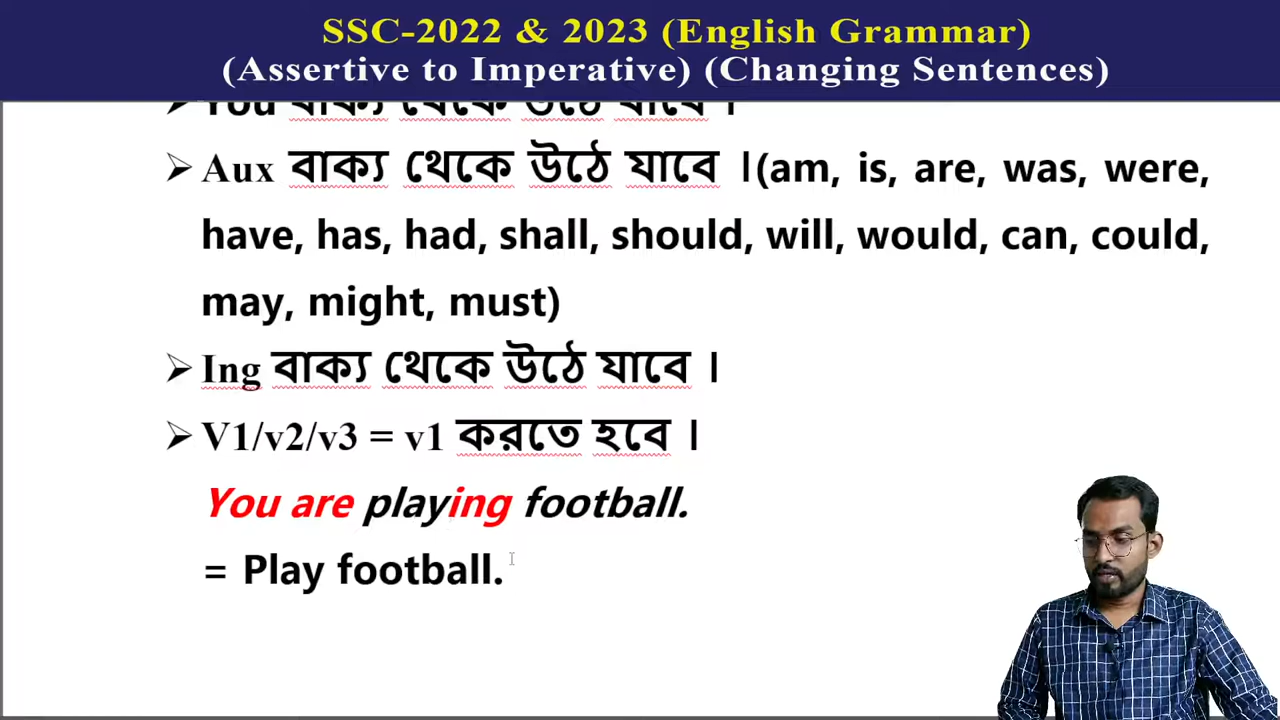 SSC-2022 & 2023 (English Grammar)
(Assertive to Imperative) (Changing Sentences)
➢ You বাক্য থেকে উঠে যাবে ।
➢ Aux বাক্য থেকে উঠে যাবে ।(am, is, are, was, were,
have, has, had, shall, should, will, would, can, could,
may, might, must)
➢ Ing বাক্য থেকে উঠে যাবে ।
➢ V1/v2/v3 = v1 করতে হবে ।
You are playing football.
= Play football.